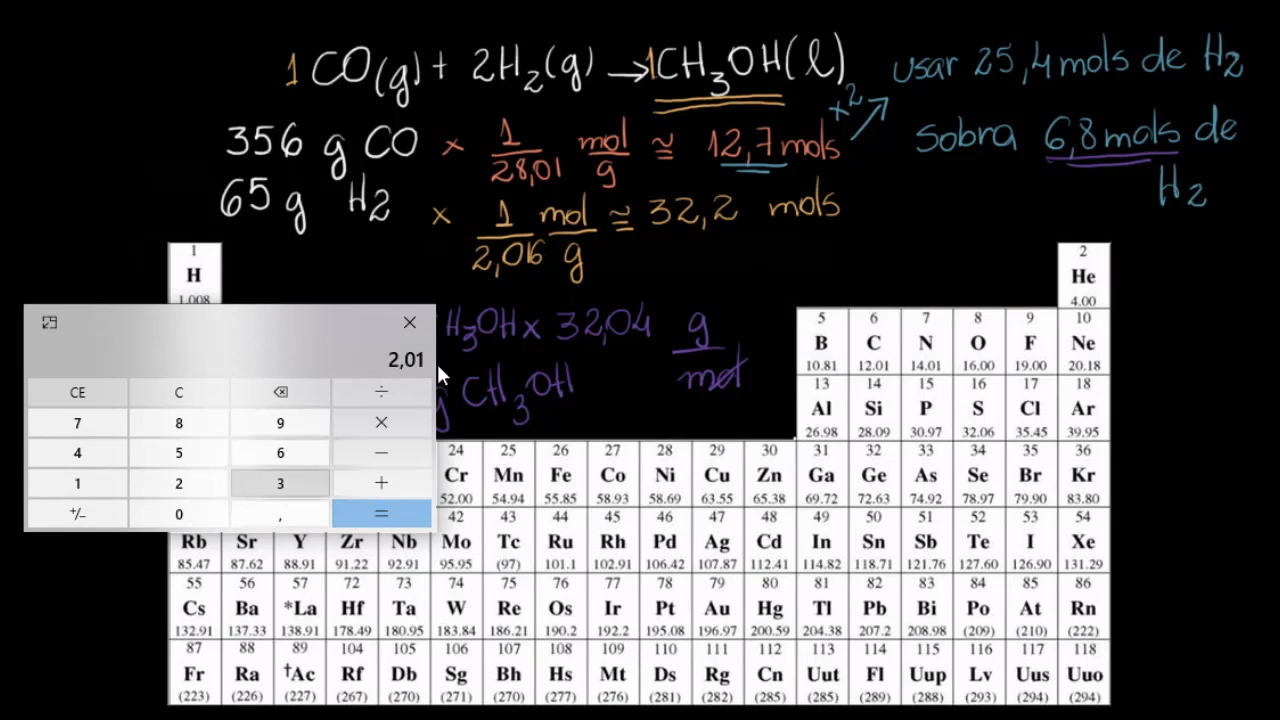 1CO(g) + 2H2(g) → 1CH3OH(l)
usar 25,4 mols de H2
x2
sobra 6,8 mols de H2
356 g CO × 1/28,01 mol/g ≅ 12,7 mols
65 g H2 × 1/2,016 mol/g ≅ 32,2 mols
H3OH × 32,04 g/mol
g CH3OH
2,01
CE C ⌫ ÷
7 8 9 ×
4 5 6 −
1 2 3 +
+/− 0 , =
1 2
H He
1.008 4.00
5 6 7 8 9 10
B C N O F Ne
10.81 12.01 14.01 16.00 19.00 20.18
13 14 15 16 17 18
Al Si P S Cl Ar
26.98 28.09 30.97 32.06 35.45 39.95
24 25 26 27 28 29 30 31 32 33 34 35 36
Cr Mn Fe Co Ni Cu Zn Ga Ge As Se Br Kr
52.00 54.94 55.85 58.93 58.69 63.55 65.38 69.72 72.63 74.92 78.97 79.90 83.80
42 43 44 45 46 47 48 49 50 51 52 53 54
Rb Sr Y Zr Nb Mo Tc Ru Rh Pd Ag Cd In Sn Sb Te I Xe
85.47 87.62 88.91 91.22 92.91 95.95 (97) 101.1 102.91 106.42 107.87 112.41 114.82 118.71 121.76 127.60 126.90 131.29
55 56 57 72 73 74 75 76 77 78 79 80 81 82 83 84 85 86
Cs Ba *La Hf Ta W Re Os Ir Pt Au Hg Tl Pb Bi Po At Rn
132.91 137.33 138.91 178.49 180.95 183.84 186.21 190.2 192.2 195.08 196.97 200.59 204.38 207.2 208.98 (209) (210) (222)
87 88 89 104 105 106 107 108 109 110 111 112 113 114 115 116 117 118
Fr Ra †Ac Rf Db Sg Bh Hs Mt Ds Rg Cn Uut Fl Uup Lv Uus Uuo
(223) (226) (227) (267) (270) (271) (270) (277) (276) (281) (282) (285) (285) (289) (288) (293) (294) (294)